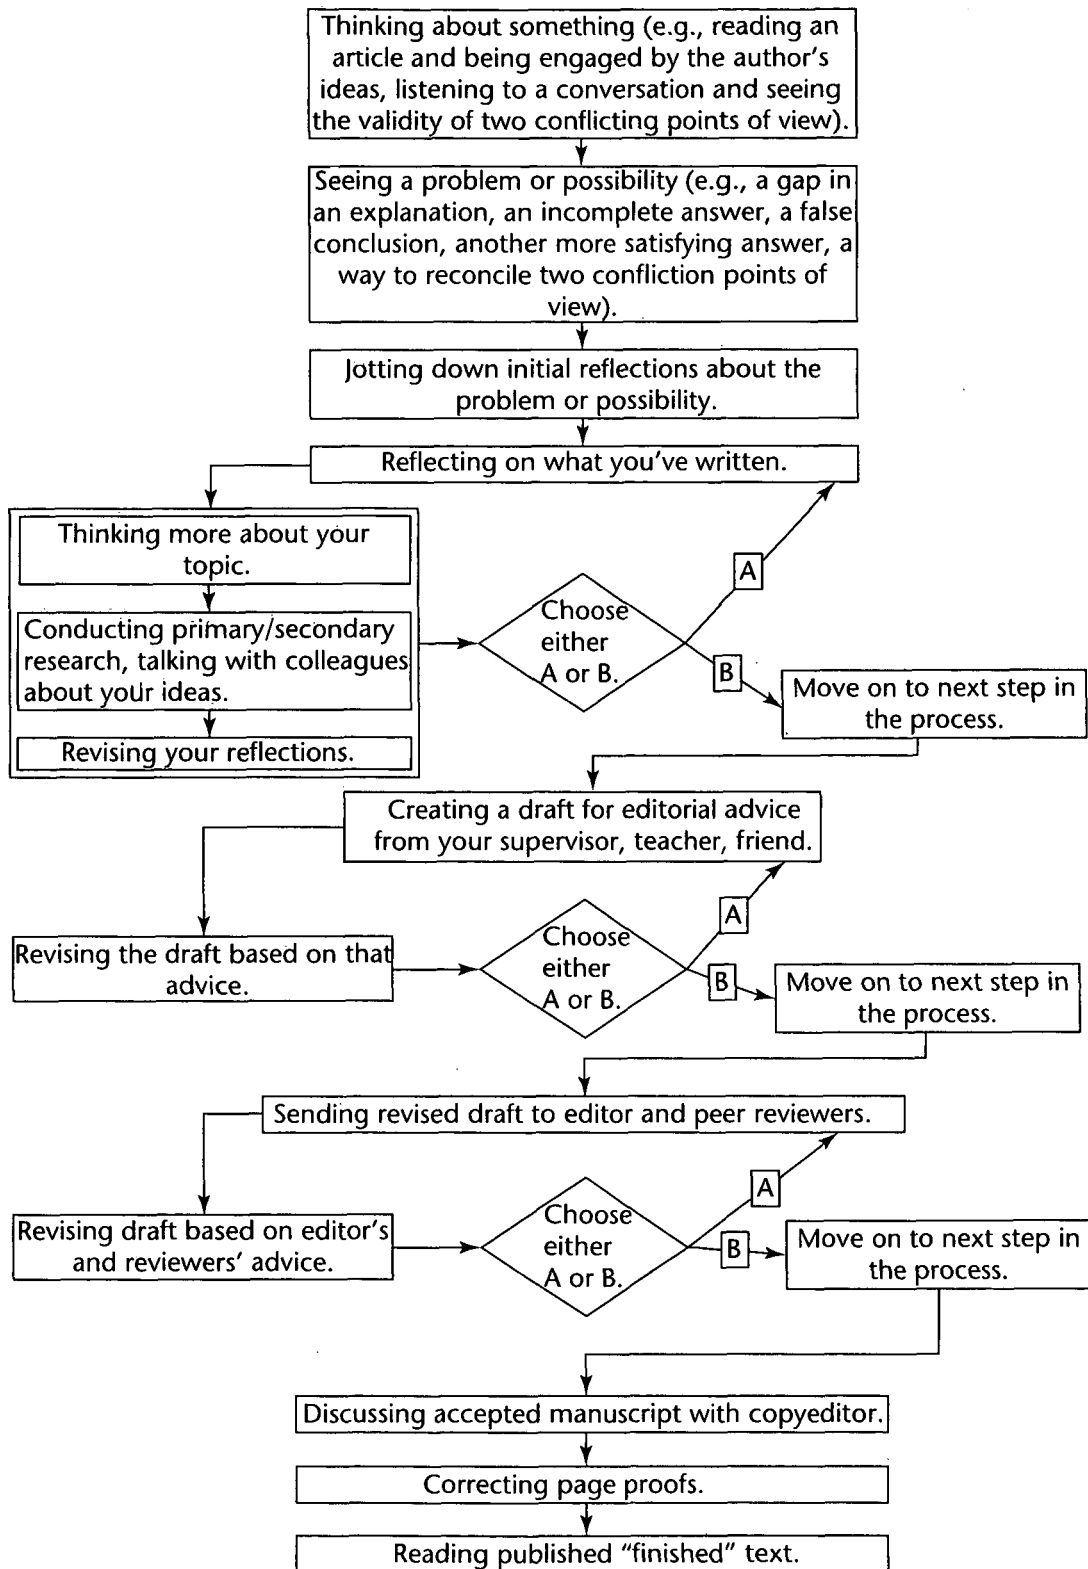 Thinking about something (e.g., reading an
article and being engaged by the author's
ideas, listening to a conversation and seeing
the validity of two conflicting points of view).
Seeing a problem or possibility (e.g., a gap in
an explanation, an incomplete answer, a false
conclusion, another more satisfying answer, a
way to reconcile two confliction points of
view).
Jotting down initial reflections about the
problem or possibility.
Reflecting on what you've written.
Thinking more about your
topic.
Conducting primary/secondary
research, talking with colleagues
about your ideas.
Revising your reflections.
Choose
either
A or B.
A
B
Move on to next step in
the process.
Creating a draft for editorial advice
from your supervisor, teacher, friend.
Revising the draft based on that
advice.
Choose
either
A or B.
A
B
Move on to next step in
the process.
Sending revised draft to editor and peer reviewers.
Revising draft based on editor's
and reviewers' advice.
Choose
either
A or B.
A
B
Move on to next step in
the process.
Discussing accepted manuscript with copyeditor.
Correcting page proofs.
Reading published "finished" text.